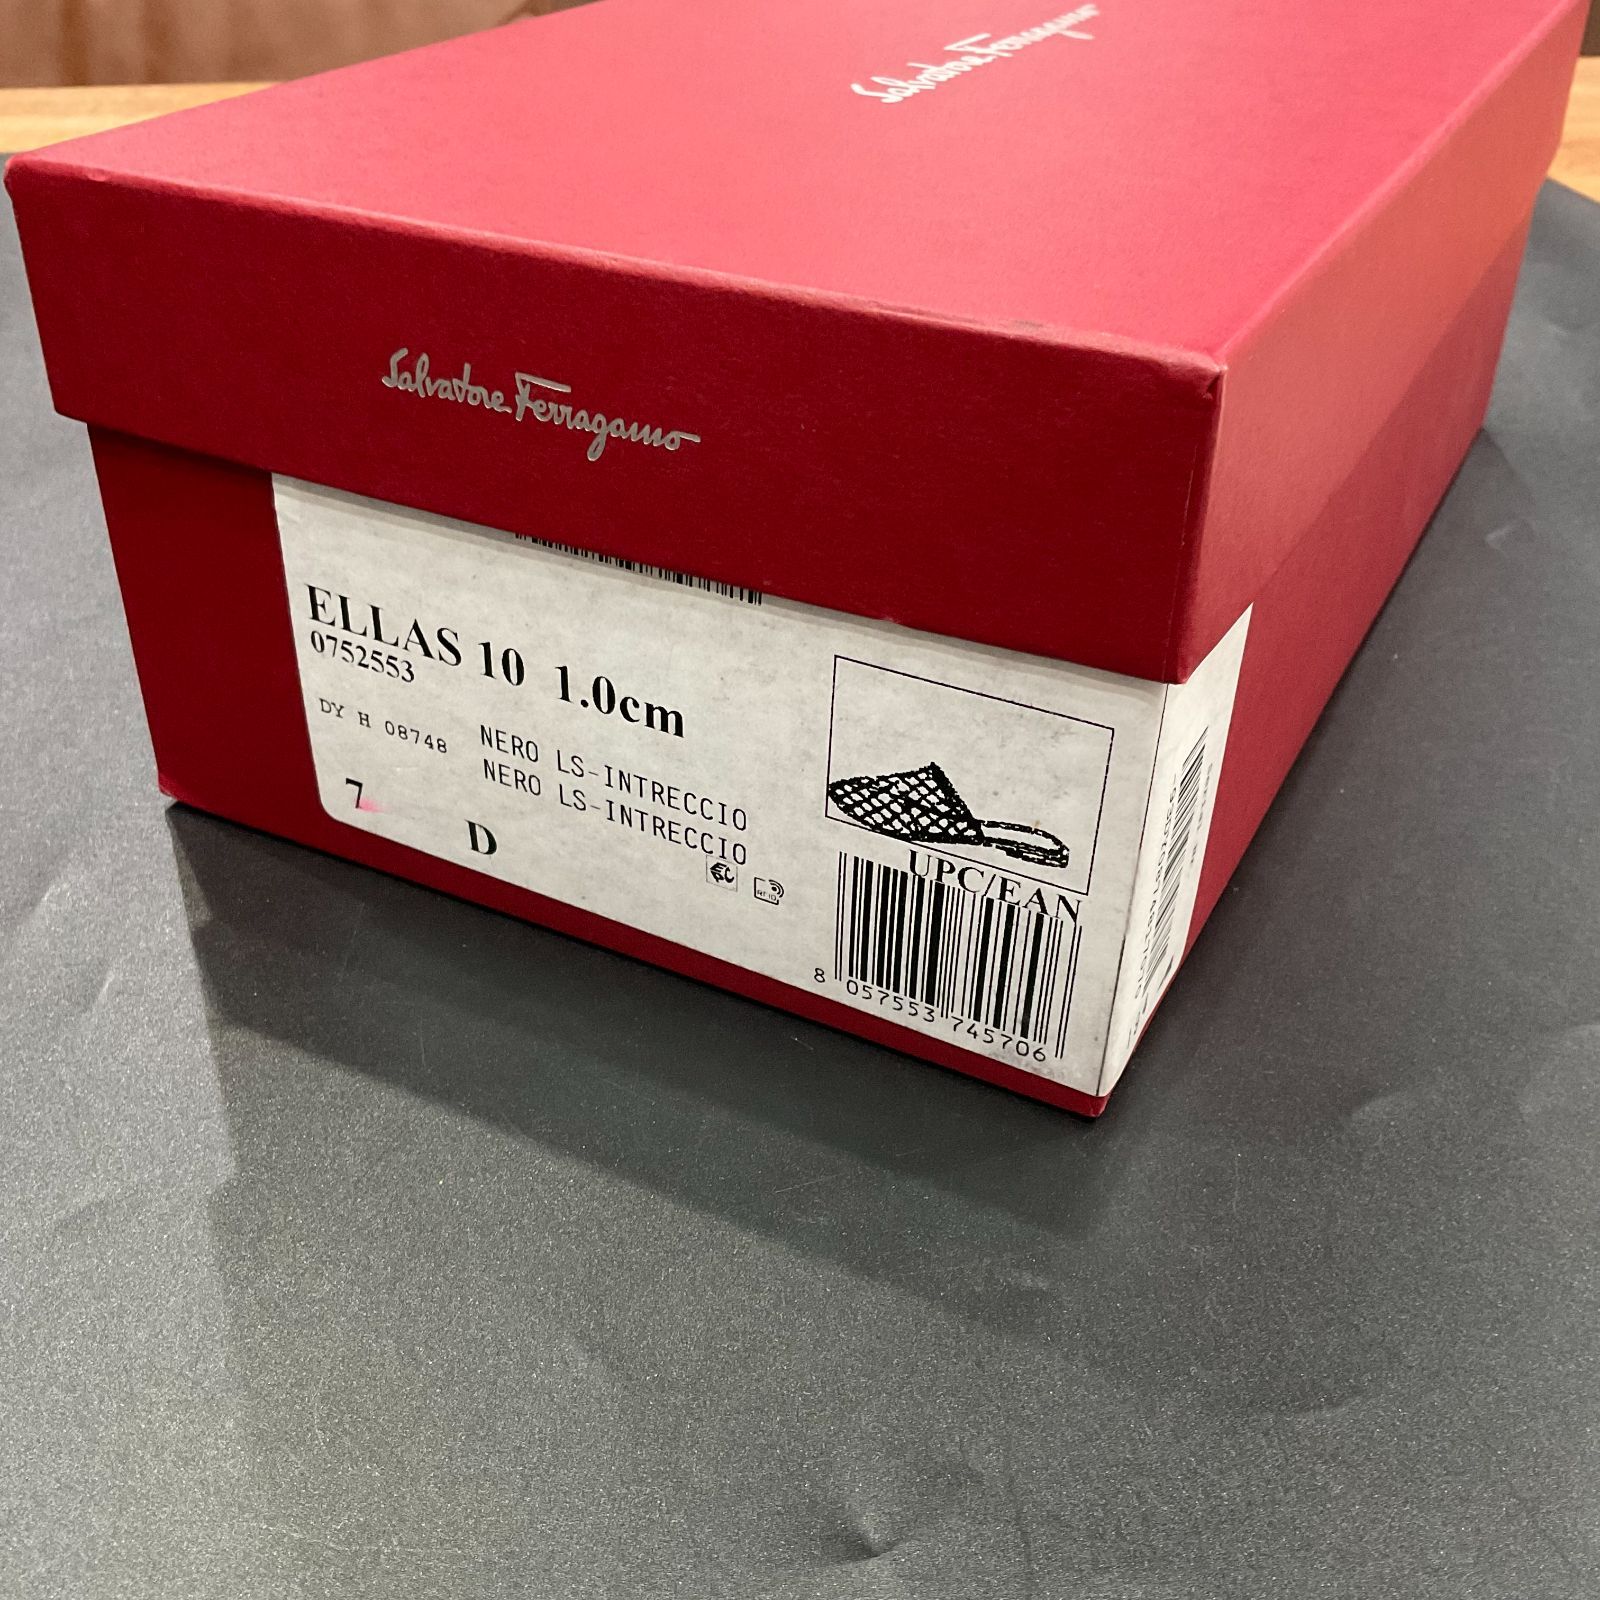 Salvatore Ferragamo
Salvatore Ferragamo
ELLAS 10 1.0cm
0752553
DY H 08748
NERO LS-INTRECCIO
NERO LS-INTRECCIO
7
D
RFID
UPC/EAN
8 057553 745706